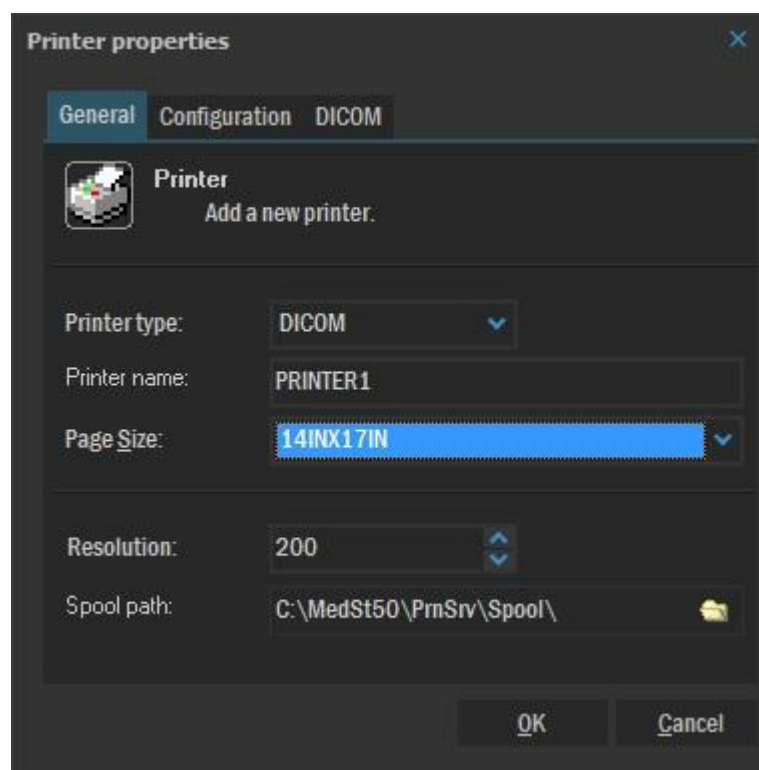 Printer properties
General Configuration DICOM
Printer
Add a new printer.
Printer type: DICOM
Printer name: PRINTER1
Page Size: 14INX17IN
Resolution: 200
Spool path: C:\MedSt50\PrnSrv\Spool\
OK Cancel